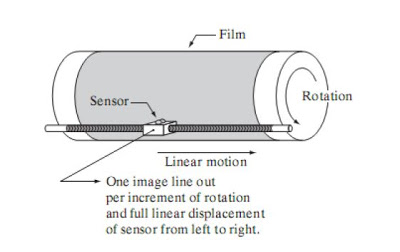 Film
Sensor
Rotation
Linear motion
One image line out
per increment of rotation
and full linear displacement
of sensor from left to right.